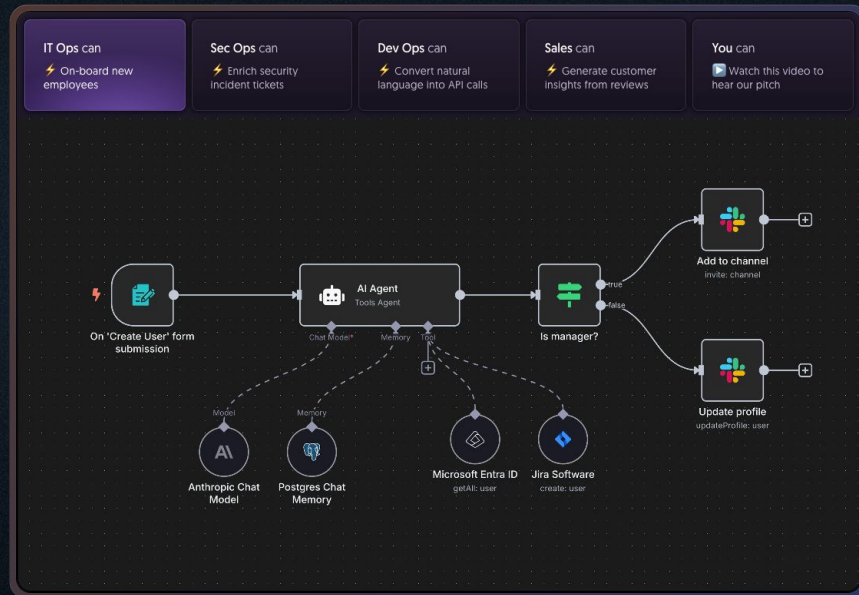 IT Ops can
⚡ On-board new
employees
Sec Ops can
⚡ Enrich security
incident tickets
Dev Ops can
⚡ Convert natural
language into API calls
Sales can
⚡ Generate customer
insights from reviews
You can
▶️ Watch this video to
hear our pitch
On 'Create User' form
submission
AI Agent
Tools Agent
Chat Model*
Memory
Tool
Is manager?
true
false
Add to channel
invite: channel
Update profile
updateProfile: user
Model
Anthropic Chat
Model
Memory
Postgres Chat
Memory
Microsoft Entra ID
getAll: user
Jira Software
create: user